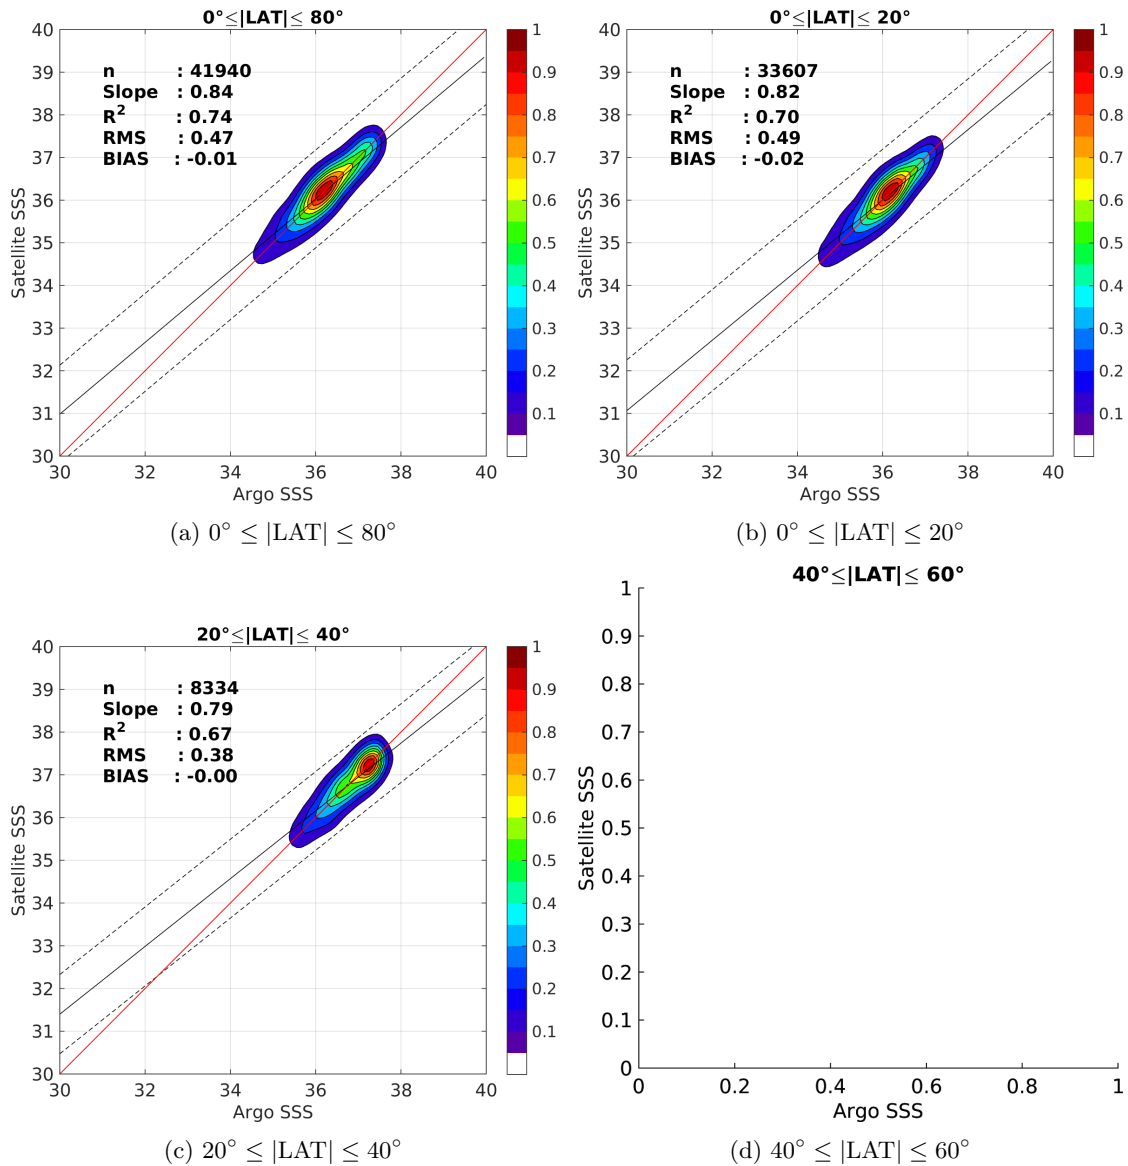 0°≤|LAT|≤ 80°
n : 41940
Slope : 0.84
R2 : 0.74
RMS : 0.47
BIAS : -0.01
40
39
38
37
36
35
34
33
32
31
30
30 32 34 36 38 40
Satellite SSS
Argo SSS
1
0.9
0.8
0.7
0.6
0.5
0.4
0.3
0.2
0.1
(a) 0° ≤ |LAT| ≤ 80°
0°≤|LAT|≤ 20°
n : 33607
Slope : 0.82
R2 : 0.70
RMS : 0.49
BIAS : -0.02
40
39
38
37
36
35
34
33
32
31
30
30 32 34 36 38 40
Satellite SSS
Argo SSS
1
0.9
0.8
0.7
0.6
0.5
0.4
0.3
0.2
0.1
(b) 0° ≤ |LAT| ≤ 20°
20°≤|LAT|≤ 40°
n : 8334
Slope : 0.79
R2 : 0.67
RMS : 0.38
BIAS : -0.00
40
39
38
37
36
35
34
33
32
31
30
30 32 34 36 38 40
Satellite SSS
Argo SSS
1
0.9
0.8
0.7
0.6
0.5
0.4
0.3
0.2
0.1
(c) 20° ≤ |LAT| ≤ 40°
40°≤|LAT|≤ 60°
1
0.9
0.8
0.7
0.6
0.5
0.4
0.3
0.2
0.1
0
0 0.2 0.4 0.6 0.8 1
Satellite SSS
Argo SSS
(d) 40° ≤ |LAT| ≤ 60°